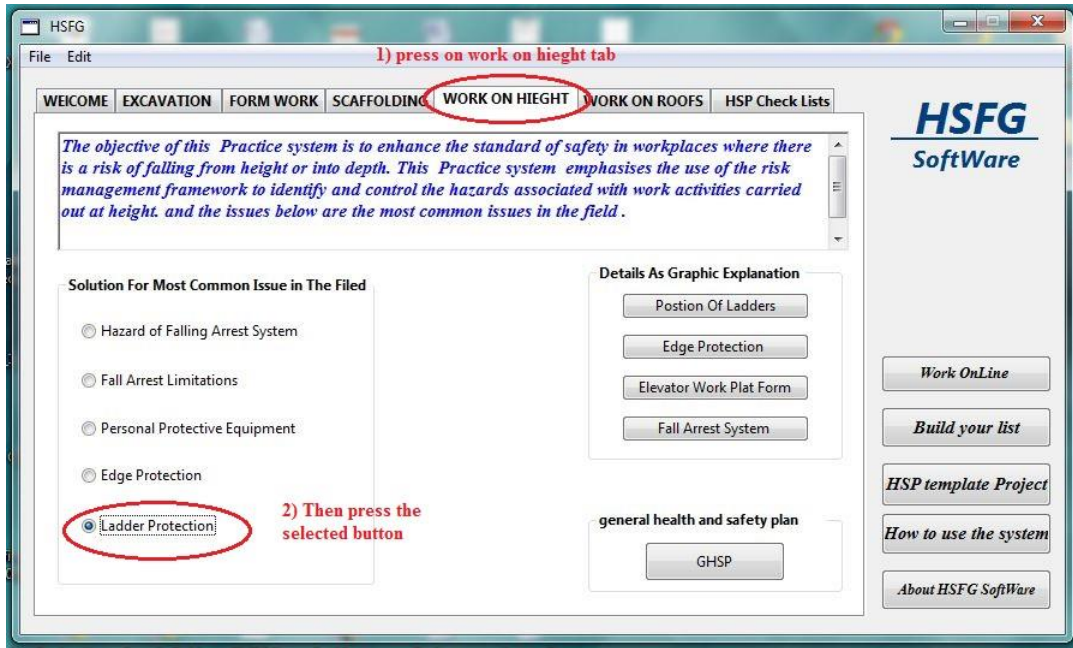 HSFG
File Edit
1) press on work on hieght tab
WElCOME EXCAVATION FORM WORK SCAFFOLDING WORK ON HIEGHT WORK ON ROOFS HSP Check Lists
The objective of this Practice system is to enhance the standard of safety in workplaces where there
is a risk of falling from height or into depth. This Practice system emphasises the use of the risk
management framework to identify and control the hazards associated with work activities carried
out at height. and the issues below are the most common issues in the field .
HSFG
SoftWare
Solution For Most Common Issue in The Filed
Hazard of Falling Arrest System
Fall Arrest Limitations
Personal Protective Equipment
Edge Protection
Ladder Protection
2) Then press the
selected button
Details As Graphic Explanation
Postion Of Ladders
Edge Protection
Elevator Work Plat Form
Fall Arrest System
general health and safety plan
GHSP
Work OnLine
Build your list
HSP template Project
How to use the system
About HSFG SoftWare